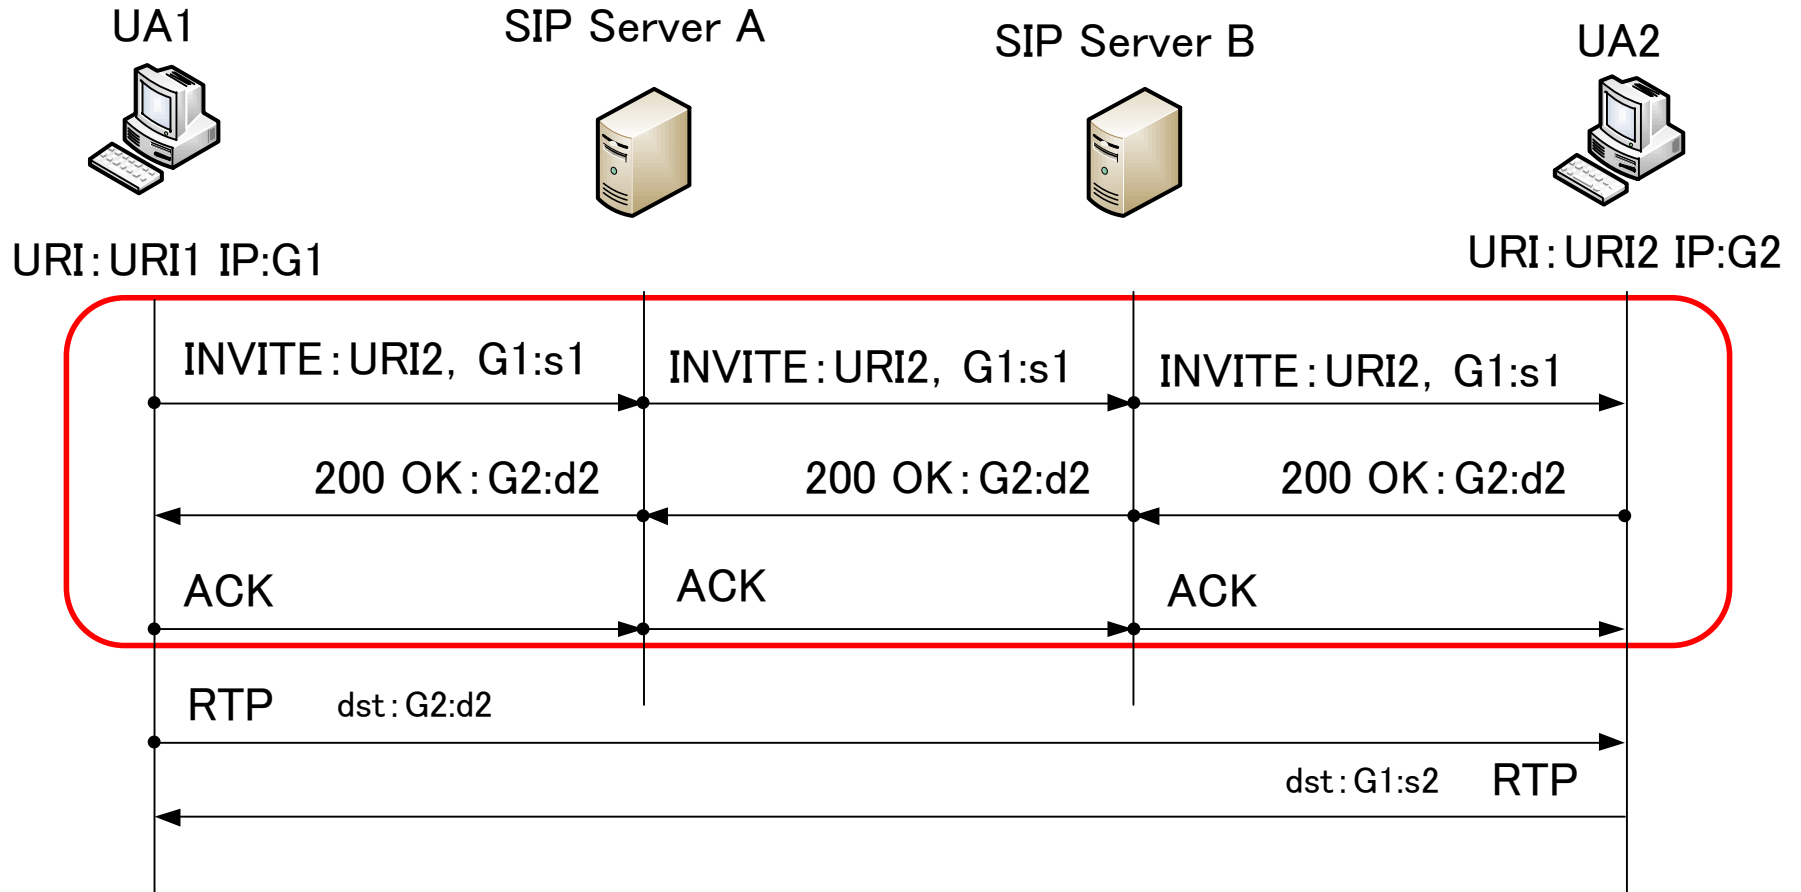 UA1
SIP Server A
SIP Server B
UA2
URI:URI1 IP:G1
URI:URI2 IP:G2
INVITE:URI2, G1:s1
INVITE:URI2, G1:s1
INVITE:URI2, G1:s1
200 OK:G2:d2
200 OK:G2:d2
200 OK:G2:d2
ACK
ACK
ACK
RTP dst:G2:d2
dst:G1:s2 RTP